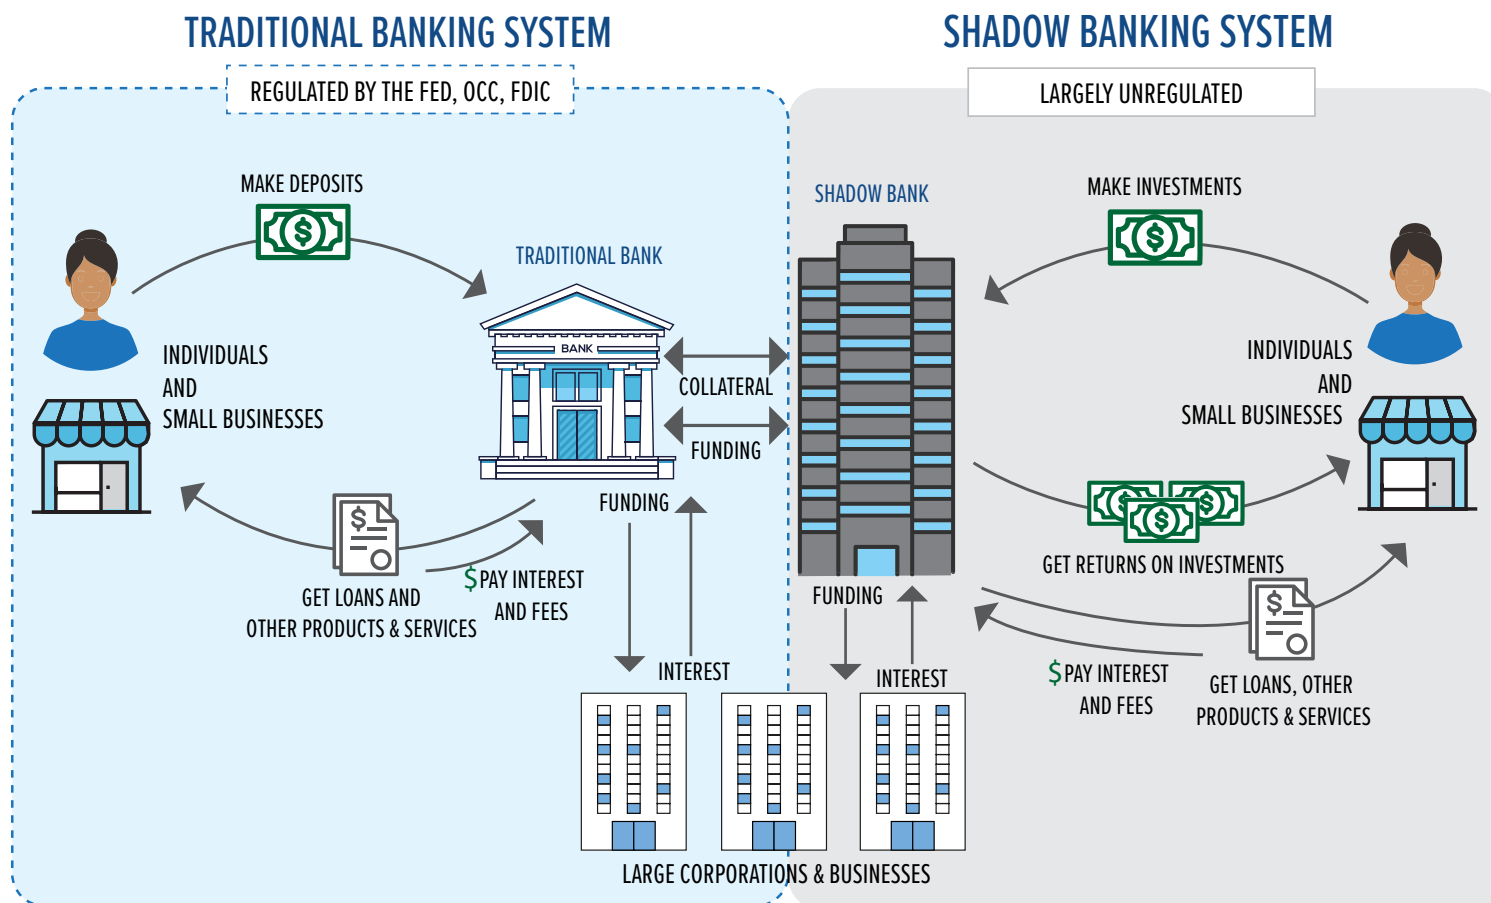 TRADITIONAL BANKING SYSTEM
REGULATED BY THE FED, OCC, FDIC
MAKE DEPOSITS
TRADITIONAL BANK
BANK
INDIVIDUALS
AND
SMALL BUSINESSES
COLLATERAL
FUNDING
FUNDING
$ PAY INTEREST
AND FEES
$
GET LOANS AND
OTHER PRODUCTS & SERVICES
INTEREST
LARGE CORPORATIONS & BUSINESSES
SHADOW BANKING SYSTEM
LARGELY UNREGULATED
SHADOW BANK
MAKE INVESTMENTS
$
$
INDIVIDUALS
AND
SMALL BUSINESSES
$ $ $
GET RETURNS ON INVESTMENTS
FUNDING
INTEREST
$
$ PAY INTEREST
AND FEES
GET LOANS, OTHER
PRODUCTS & SERVICES